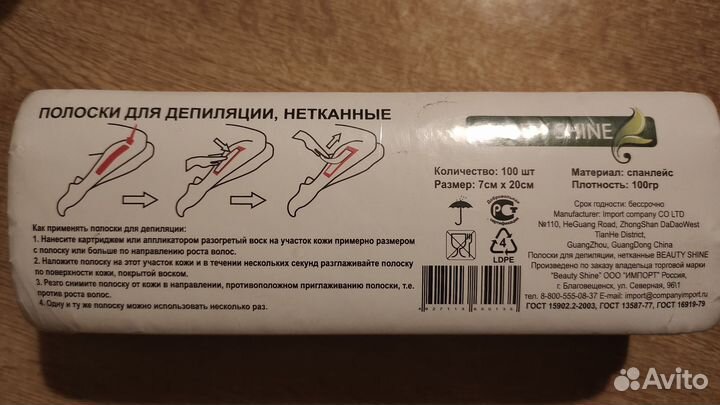 ПОЛОСКИ ДЛЯ ДЕПИЛЯЦИИ, НЕТКАННЫЕ
SHINE
Количество: 100 шт
Размер: 7см х 20см
Материал: спанлейс
Плотность: 100гр
Как применять полоски для депиляции:
1. Нанесите картриджем или аппликатором разогретый воск на участок кожи примерно размером
с полоску или больше по направлению роста волос.
2. Наложите полоску на этот участок кожи и в течении нескольких секунд разглаживайте полоску
по поверхности кожи, покрытой воском.
3. Резго снимите полоску от кожи в направлении, противоположном приглаживанию полоски, т.е.
против роста волос.
4. Одну и ту же полоску можно использовать несколько раз.
РСТ
4
LDPE
Срок годности: бессрочно
Manufacturer: Import company CO LTD
№110, HeGuang Road, ZhongShan DaDaoWest
TianHe District,
GuangZhou, GuangDong China
Полоски для депиляции, нетканные BEAUTY SHINE
Произведено по заказу владельца торговой марки
"Beauty Shine" ООО "ИМПОРТ" Россия,
г. Благовещенск, ул. Северная, 96/1
тел. 8-800-555-08-37 E-mail: import@companyimport.ru
ГОСТ 15902.2-2003, ГОСТ 13587-77, ГОСТ 16919-79
Avito